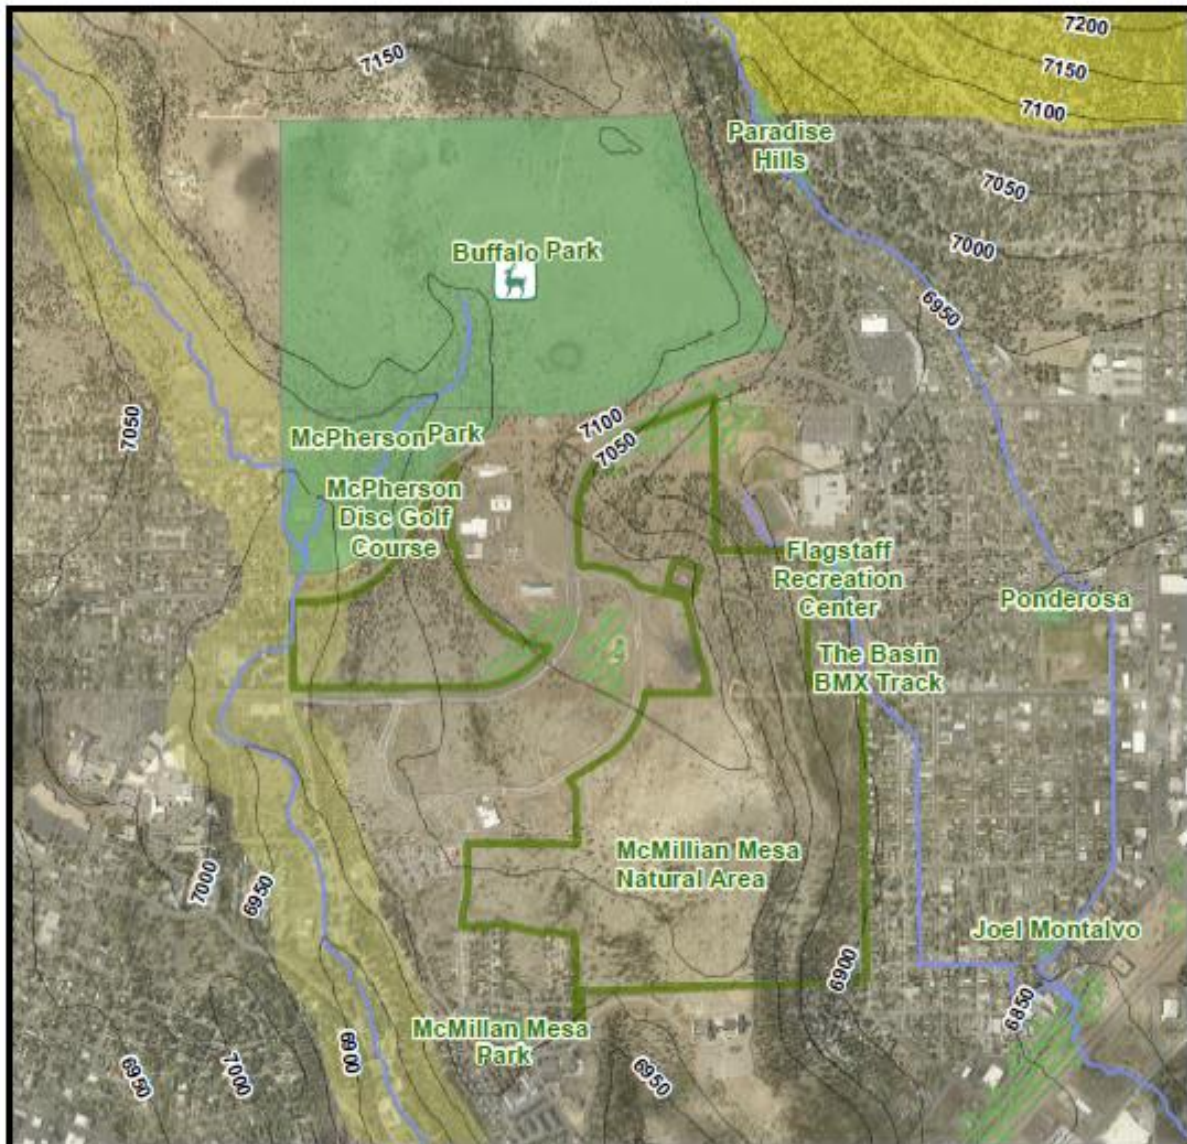 7200
7150
7150
7100
Paradise
Hills
7050
7000
Buffalo Park
6950
7050
7100
McPherson Park
7050
McPherson
Disc Golf
Course
Flagstaff
Recreation
Center
Ponderosa
The Basin
BMX Track
McMillian Mesa
Natural Area
7000
6950
Joel Montalvo
6900
6850
McMillan Mesa
Park
6950
7000
6900
6950